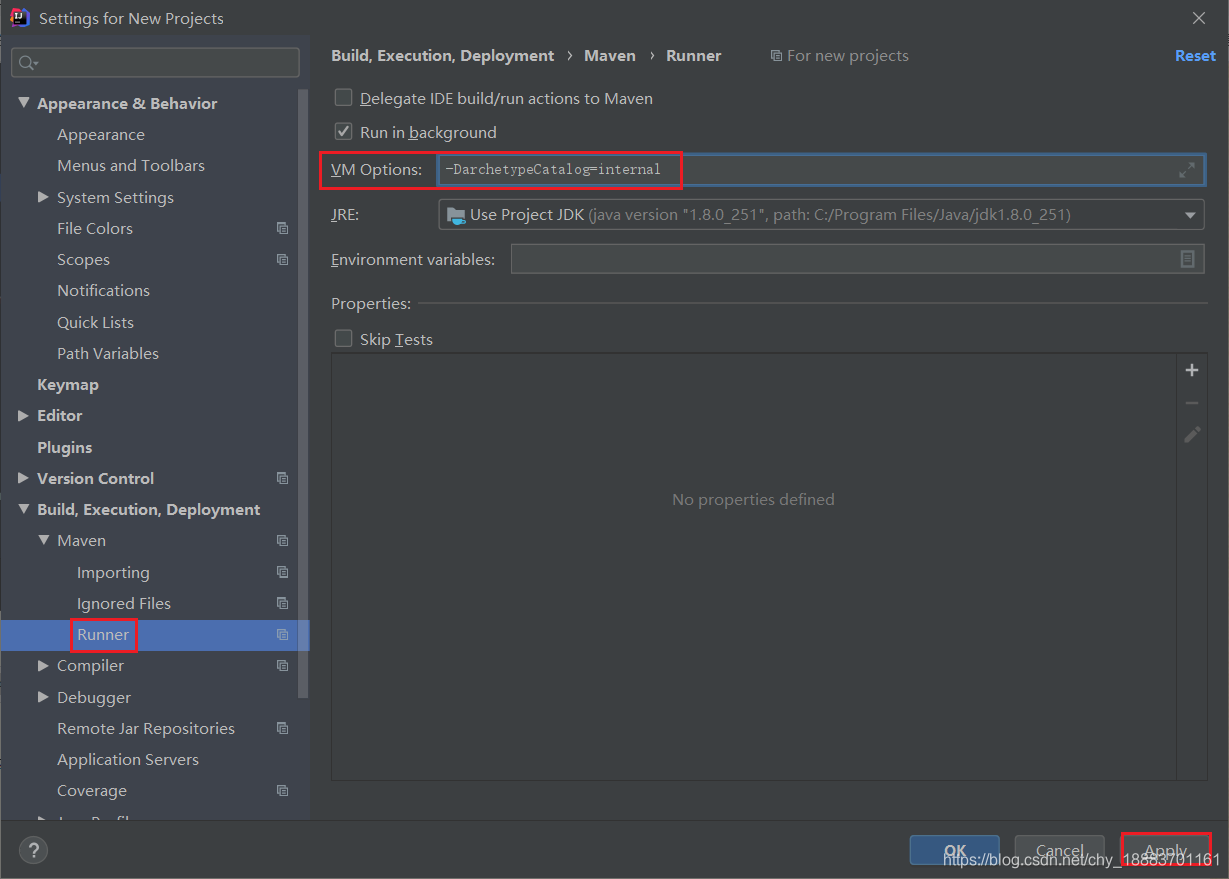 Settings for New Projects
Build, Execution, Deployment › Maven › Runner For new projects Reset
Appearance & Behavior
Appearance
Menus and Toolbars
System Settings
File Colors
Scopes
Notifications
Quick Lists
Path Variables
Keymap
Editor
Plugins
Version Control
Build, Execution, Deployment
Maven
Importing
Ignored Files
Runner
Compiler
Debugger
Remote Jar Repositories
Application Servers
Coverage
Delegate IDE build/run actions to Maven
Run in background
VM Options: -DarchetypeCatalog=internal
JRE: Use Project JDK (java version "1.8.0_251", path: C:/Program Files/Java/jdk1.8.0_251)
Environment variables:
Properties:
Skip Tests
No properties defined
? OK Cancel Apply
https://blog.csdn.net/chy_18883701161